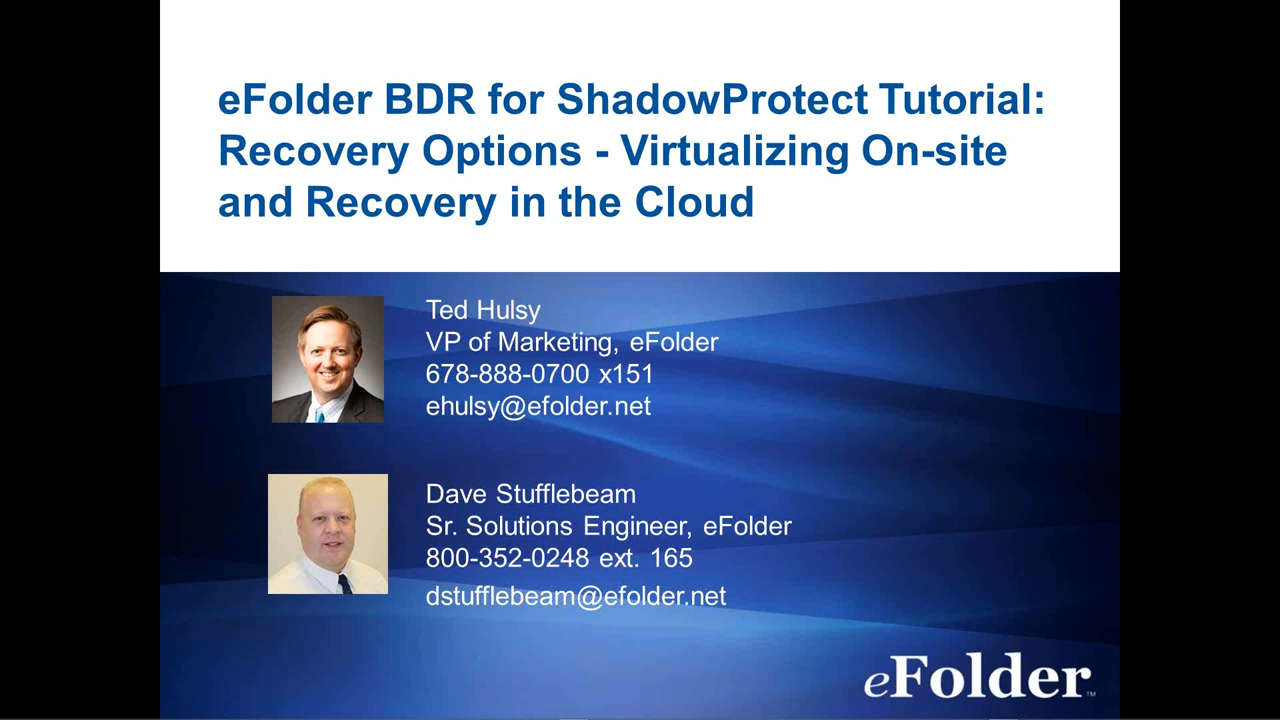 eFolder BDR for ShadowProtect Tutorial:
Recovery Options - Virtualizing On-site
and Recovery in the Cloud
Ted Hulsy
VP of Marketing, eFolder
678-888-0700 x151
ehulsy@efolder.net
Dave Stufflebeam
Sr. Solutions Engineer, eFolder
800-352-0248 ext. 165
dstufflebeam@efolder.net
eFolder™